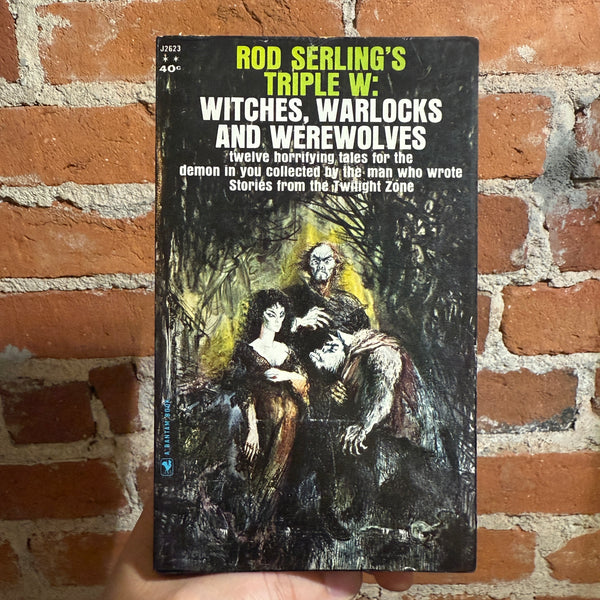 J2623
★★
40¢
ROD SERLING'S
TRIPLE W:
WITCHES, WARLOCKS
AND WEREWOLVES
twelve horrifying tales for the
demon in you collected by the man who wrote
Stories from the Twilight Zone
A BANTAM BOOK